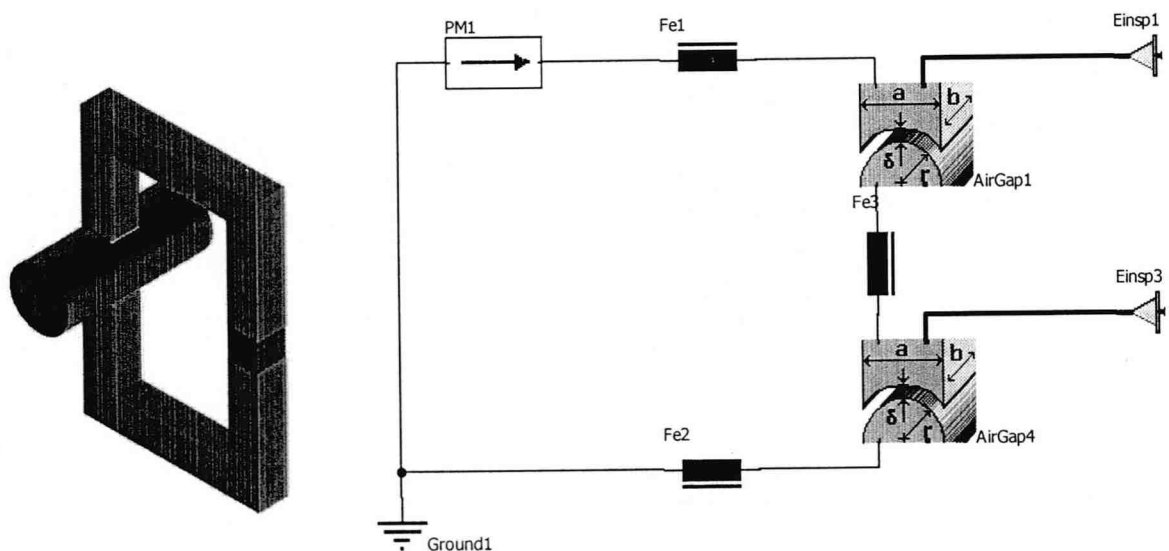 PM1
Fe1
Einsp1
a
b
δ
r
AirGap1
Fe3
Einsp3
a
b
δ
r
AirGap4
Fe2
Ground1